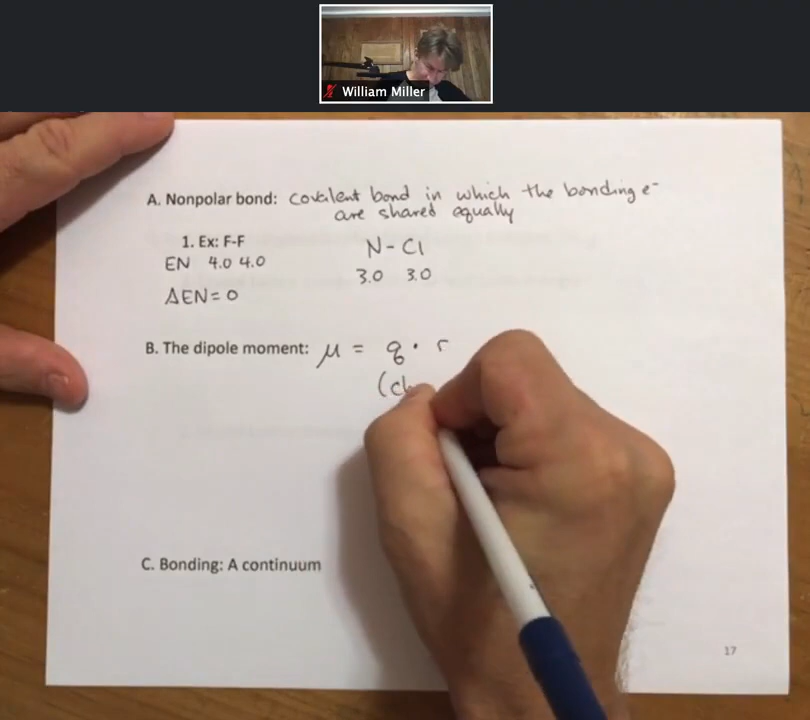 William Miller
A. Nonpolar bond: covalent bond in which the bonding e⁻
are shared equally
1. Ex: F-F
N-Cl
EN 4.0 4.0
3.0 3.0
ΔEN = 0
B. The dipole moment: μ = q · r
(ch
C. Bonding: A continuum
17